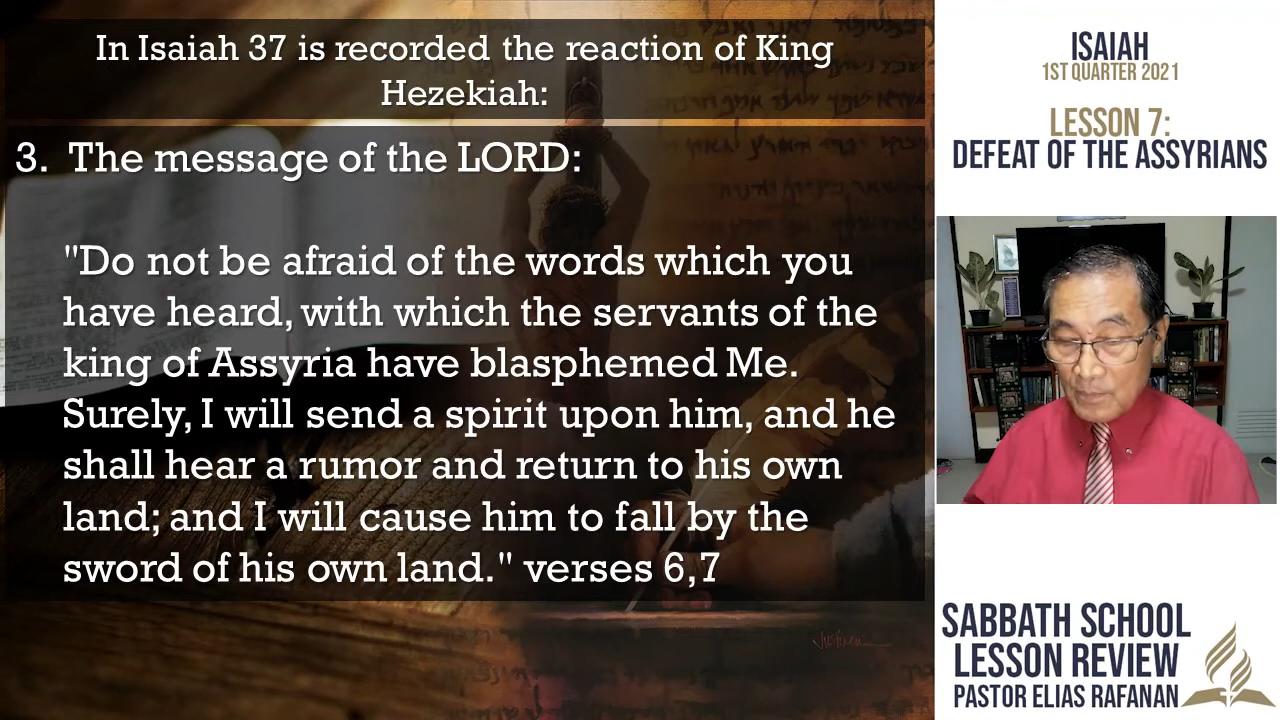 In Isaiah 37 is recorded the reaction of King
Hezekiah:
3. The message of the LORD:
"Do not be afraid of the words which you
have heard, with which the servants of the
king of Assyria have blasphemed Me.
Surely, I will send a spirit upon him, and he
shall hear a rumor and return to his own
land; and I will cause him to fall by the
sword of his own land." verses 6,7
ISAIAH
1ST QUARTER 2021
LESSON 7:
DEFEAT OF THE ASSYRIANS
SABBATH SCHOOL
LESSON REVIEW
PASTOR ELIAS RAFANAN